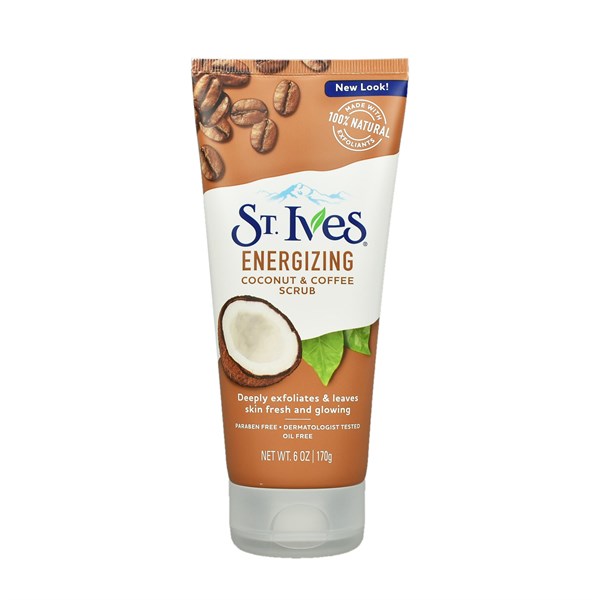 New Look!
MADE WITH
100% NATURAL
EXFOLIANTS
ST. IVES®
ENERGIZING
COCONUT & COFFEE
SCRUB
Deeply exfoliates & leaves
skin fresh and glowing
PARABEN FREE • DERMATOLOGIST TESTED
OIL FREE
NET WT. 6 OZ | 170g